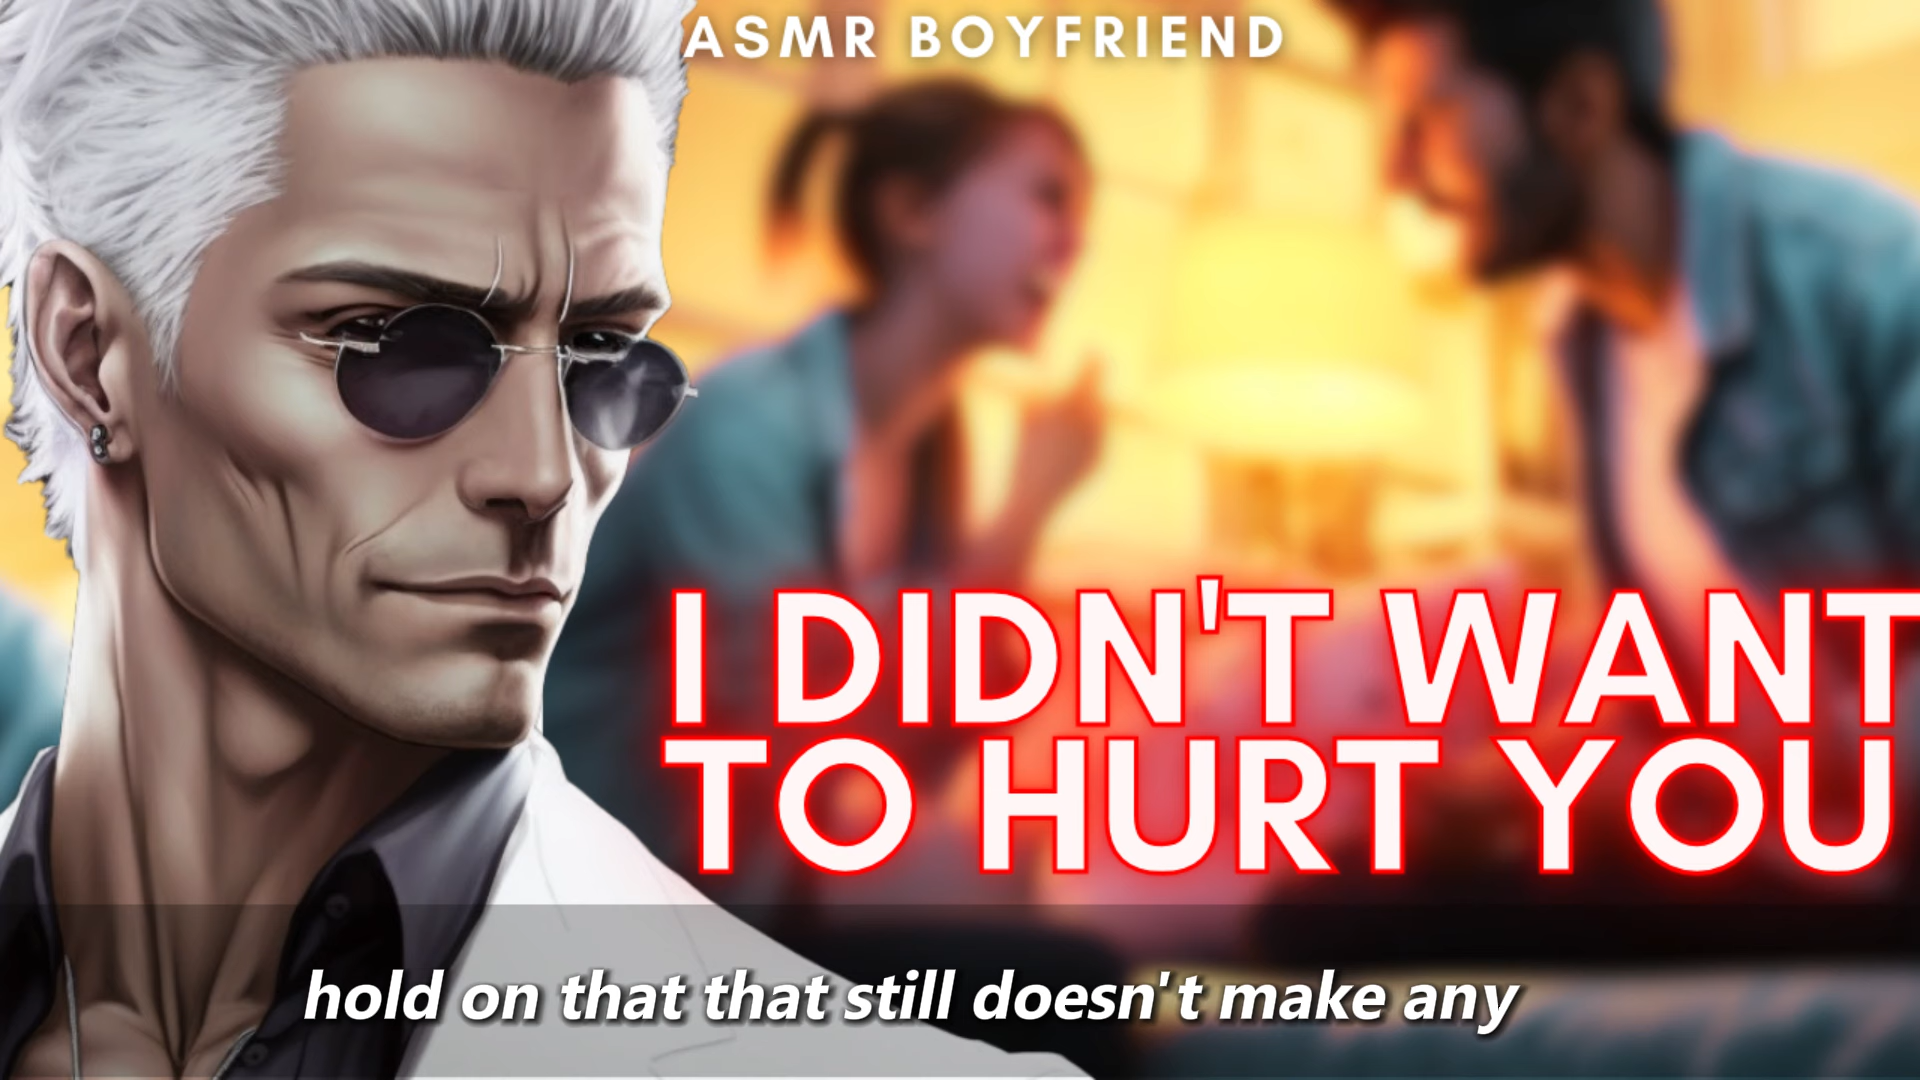 ASMR BOYFRIEND
I DIDN'T WANT
TO HURT YOU
hold on that that still doesn't make any